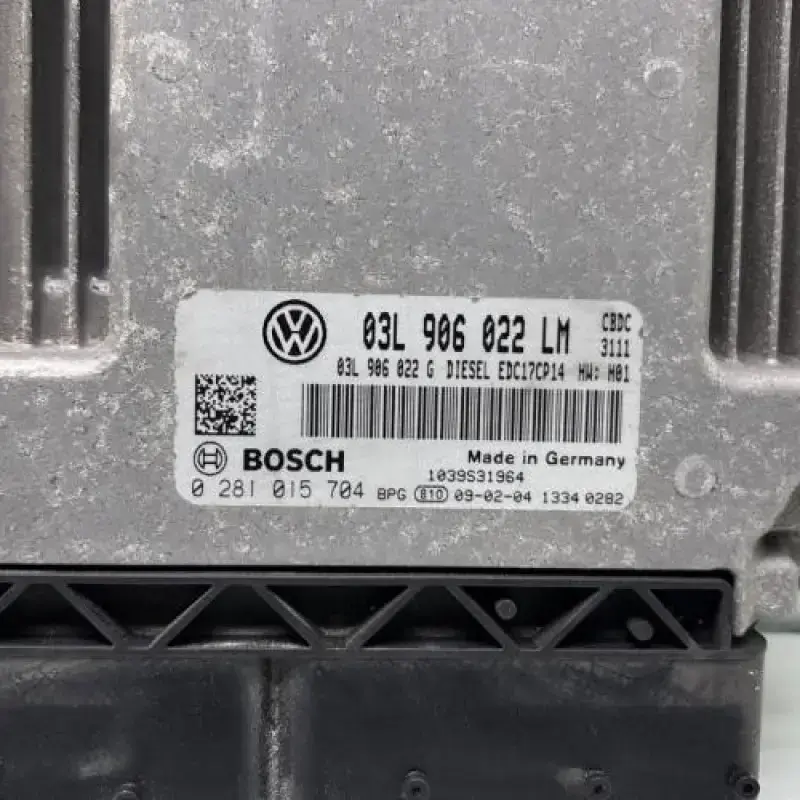 03L 906 022 LM CBDC
3111
03L 906 022 G DIESEL EDC17CP14 HW: H01
BOSCH Made in Germany
1039S31964
0 281 015 704 BPG 810 09-02-04 1334 0282